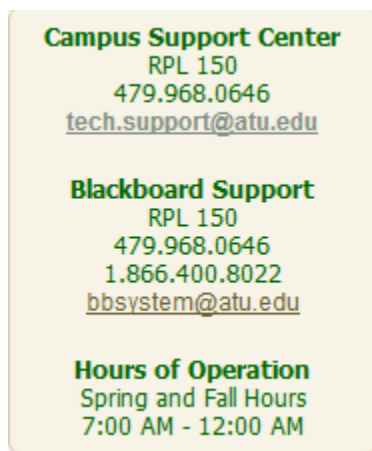 Campus Support Center
RPL 150
479.968.0646
tech.support@atu.edu
Blackboard Support
RPL 150
479.968.0646
1.866.400.8022
bbsystem@atu.edu
Hours of Operation
Spring and Fall Hours
7:00 AM - 12:00 AM